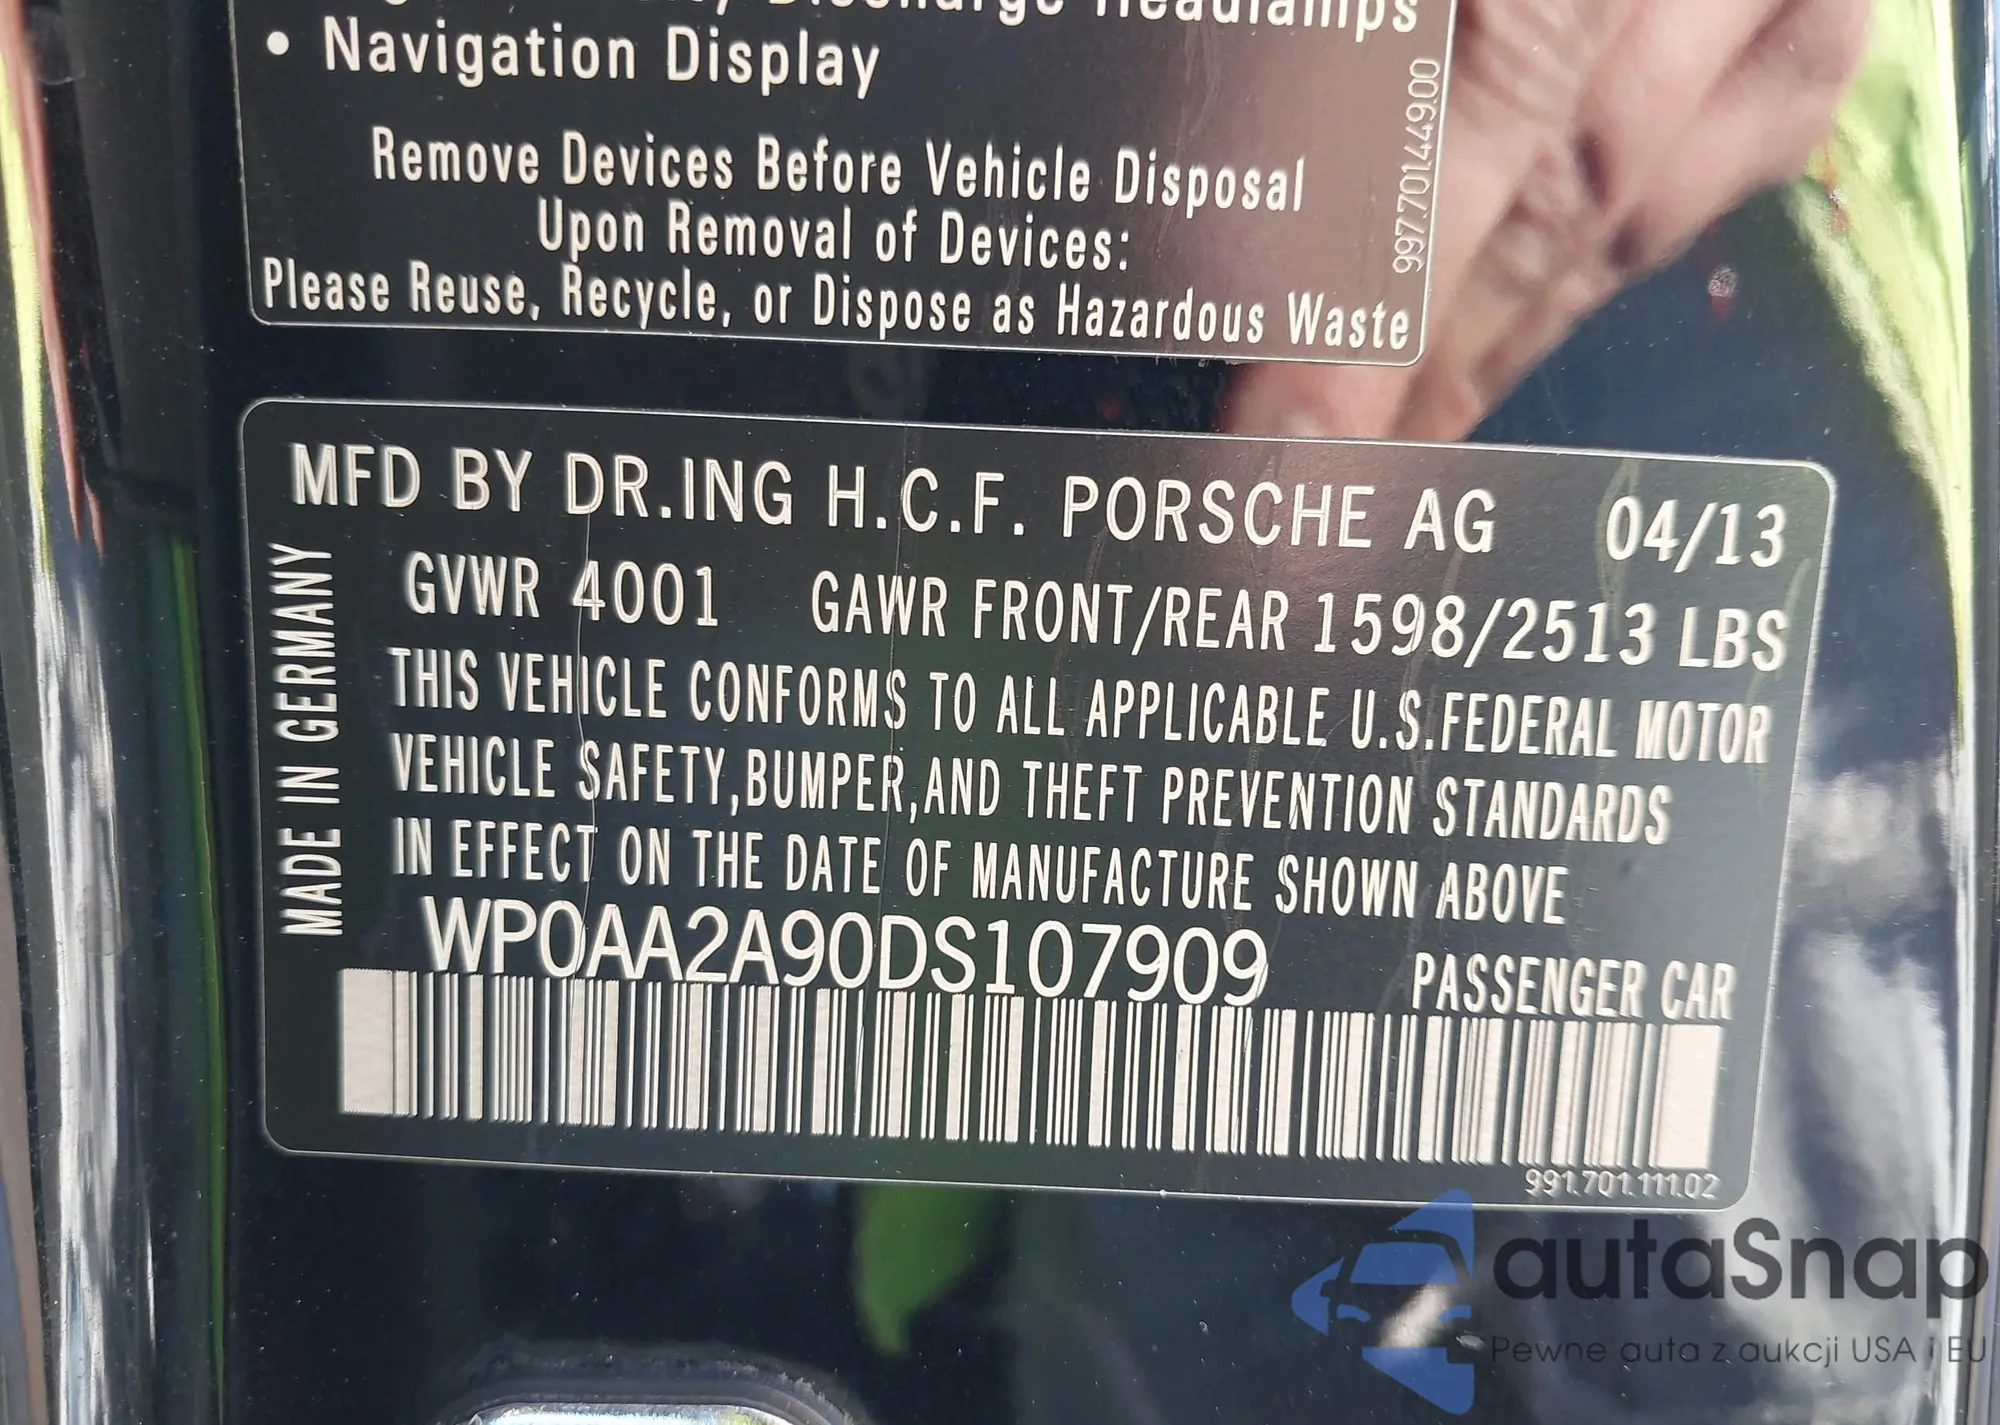 Discharge Headlamps
• Navigation Display
Remove Devices Before Vehicle Disposal
Upon Removal of Devices:
Please Reuse, Recycle, or Dispose as Hazardous Waste
997.701.449.00
MFD BY DR.ING H.C.F. PORSCHE AG 04/13
GVWR 4001 GAWR FRONT/REAR 1598/2513 LBS
THIS VEHICLE CONFORMS TO ALL APPLICABLE U.S.FEDERAL MOTOR
VEHICLE SAFETY,BUMPER,AND THEFT PREVENTION STANDARDS
IN EFFECT ON THE DATE OF MANUFACTURE SHOWN ABOVE
WP0AA2A90DS107909 PASSENGER CAR
MADE IN GERMANY
991.701.111.02
autaSnap
Pewne auta z aukcji USA i EU